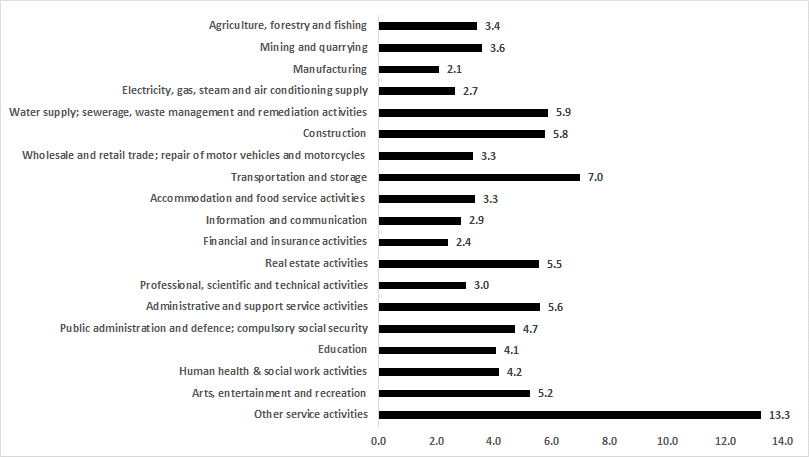 Agriculture, forestry and fishing 3.4
Mining and quarrying 3.6
Manufacturing 2.1
Electricity, gas, steam and air conditioning supply 2.7
Water supply; sewerage, waste management and remediation activities 5.9
Construction 5.8
Wholesale and retail trade; repair of motor vehicles and motorcycles 3.3
Transportation and storage 7.0
Accommodation and food service activities 3.3
Information and communication 2.9
Financial and insurance activities 2.4
Real estate activities 5.5
Professional, scientific and technical activities 3.0
Administrative and support service activities 5.6
Public administration and defence; compulsory social security 4.7
Education 4.1
Human health & social work activities 4.2
Arts, entertainment and recreation 5.2
Other service activities 13.3
0.0 2.0 4.0 6.0 8.0 10.0 12.0 14.0